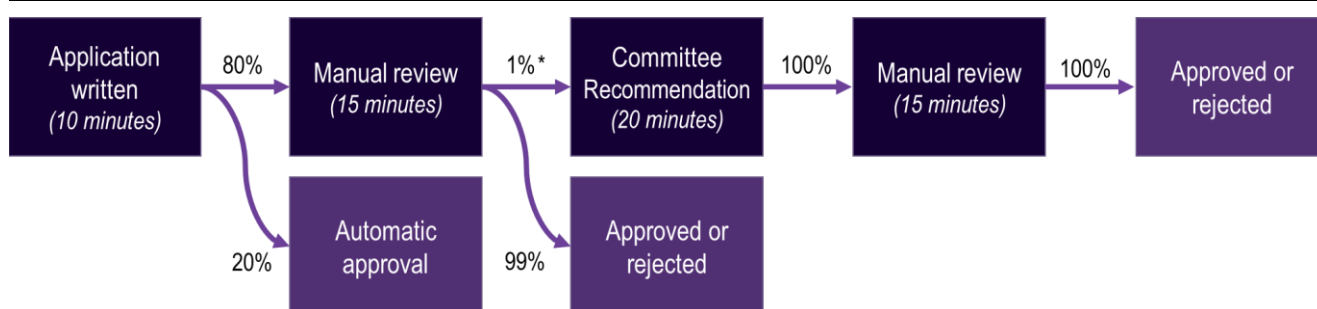 Application
written
(10 minutes)
80%
Manual review
(15 minutes)
1% *
Committee
Recommendation
(20 minutes)
100%
Manual review
(15 minutes)
100%
Approved or
rejected
20%
Automatic
approval
99%
Approved or
rejected